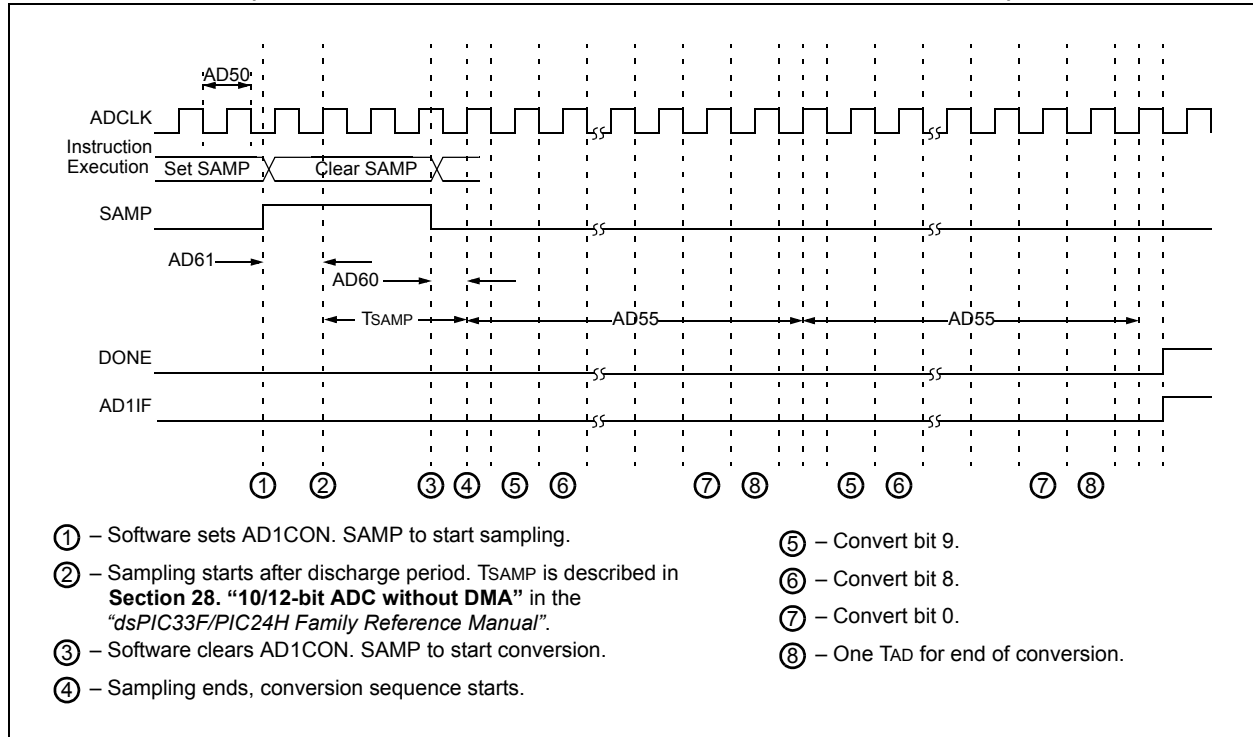 AD50
ADCLK
Instruction
Execution Set SAMP Clear SAMP
SAMP
AD61
AD60
TSAMP AD55 AD55
DONE
AD1IF
① ② ③ ④ ⑤ ⑥ ⑦ ⑧ ⑤ ⑥ ⑦ ⑧
① – Software sets AD1CON. SAMP to start sampling.
② – Sampling starts after discharge period. TSAMP is described in
Section 28. “10/12-bit ADC without DMA” in the
“dsPIC33F/PIC24H Family Reference Manual”.
③ – Software clears AD1CON. SAMP to start conversion.
④ – Sampling ends, conversion sequence starts.
⑤ – Convert bit 9.
⑥ – Convert bit 8.
⑦ – Convert bit 0.
⑧ – One TAD for end of conversion.